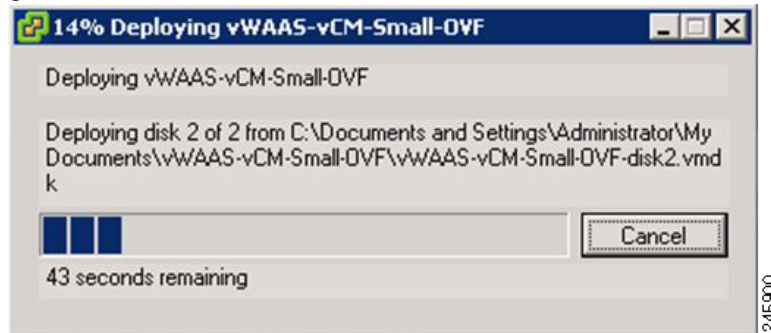 14% Deploying vWAAS-vCM-Small-OVF
Deploying vWAAS-vCM-Small-OVF
Deploying disk 2 of 2 from C:\Documents and Settings\Administrator\My
Documents\vWAAS-vCM-Small-OVF\vWAAS-vCM-Small-OVF-disk2.vmd
k
Cancel
43 seconds remaining
245900